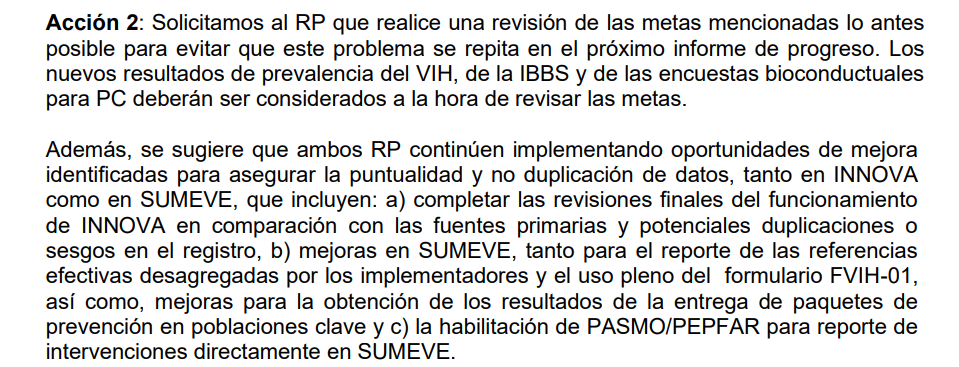 Acción 2: Solicitamos al RP que realice una revisión de las metas mencionadas lo antes
posible para evitar que este problema se repita en el próximo informe de progreso. Los
nuevos resultados de prevalencia del VIH, de la IBBS y de las encuestas bioconductuales
para PC deberán ser considerados a la hora de revisar las metas.
Además, se sugiere que ambos RP continúen implementando oportunidades de mejora
identificadas para asegurar la puntualidad y no duplicación de datos, tanto en INNOVA
como en SUMEVE, que incluyen: a) completar las revisiones finales del funcionamiento
de INNOVA en comparación con las fuentes primarias y potenciales duplicaciones o
sesgos en el registro, b) mejoras en SUMEVE, tanto para el reporte de las referencias
efectivas desagregadas por los implementadores y el uso pleno del formulario FVIH-01,
así como, mejoras para la obtención de los resultados de la entrega de paquetes de
prevención en poblaciones clave y c) la habilitación de PASMO/PEPFAR para reporte de
intervenciones directamente en SUMEVE.